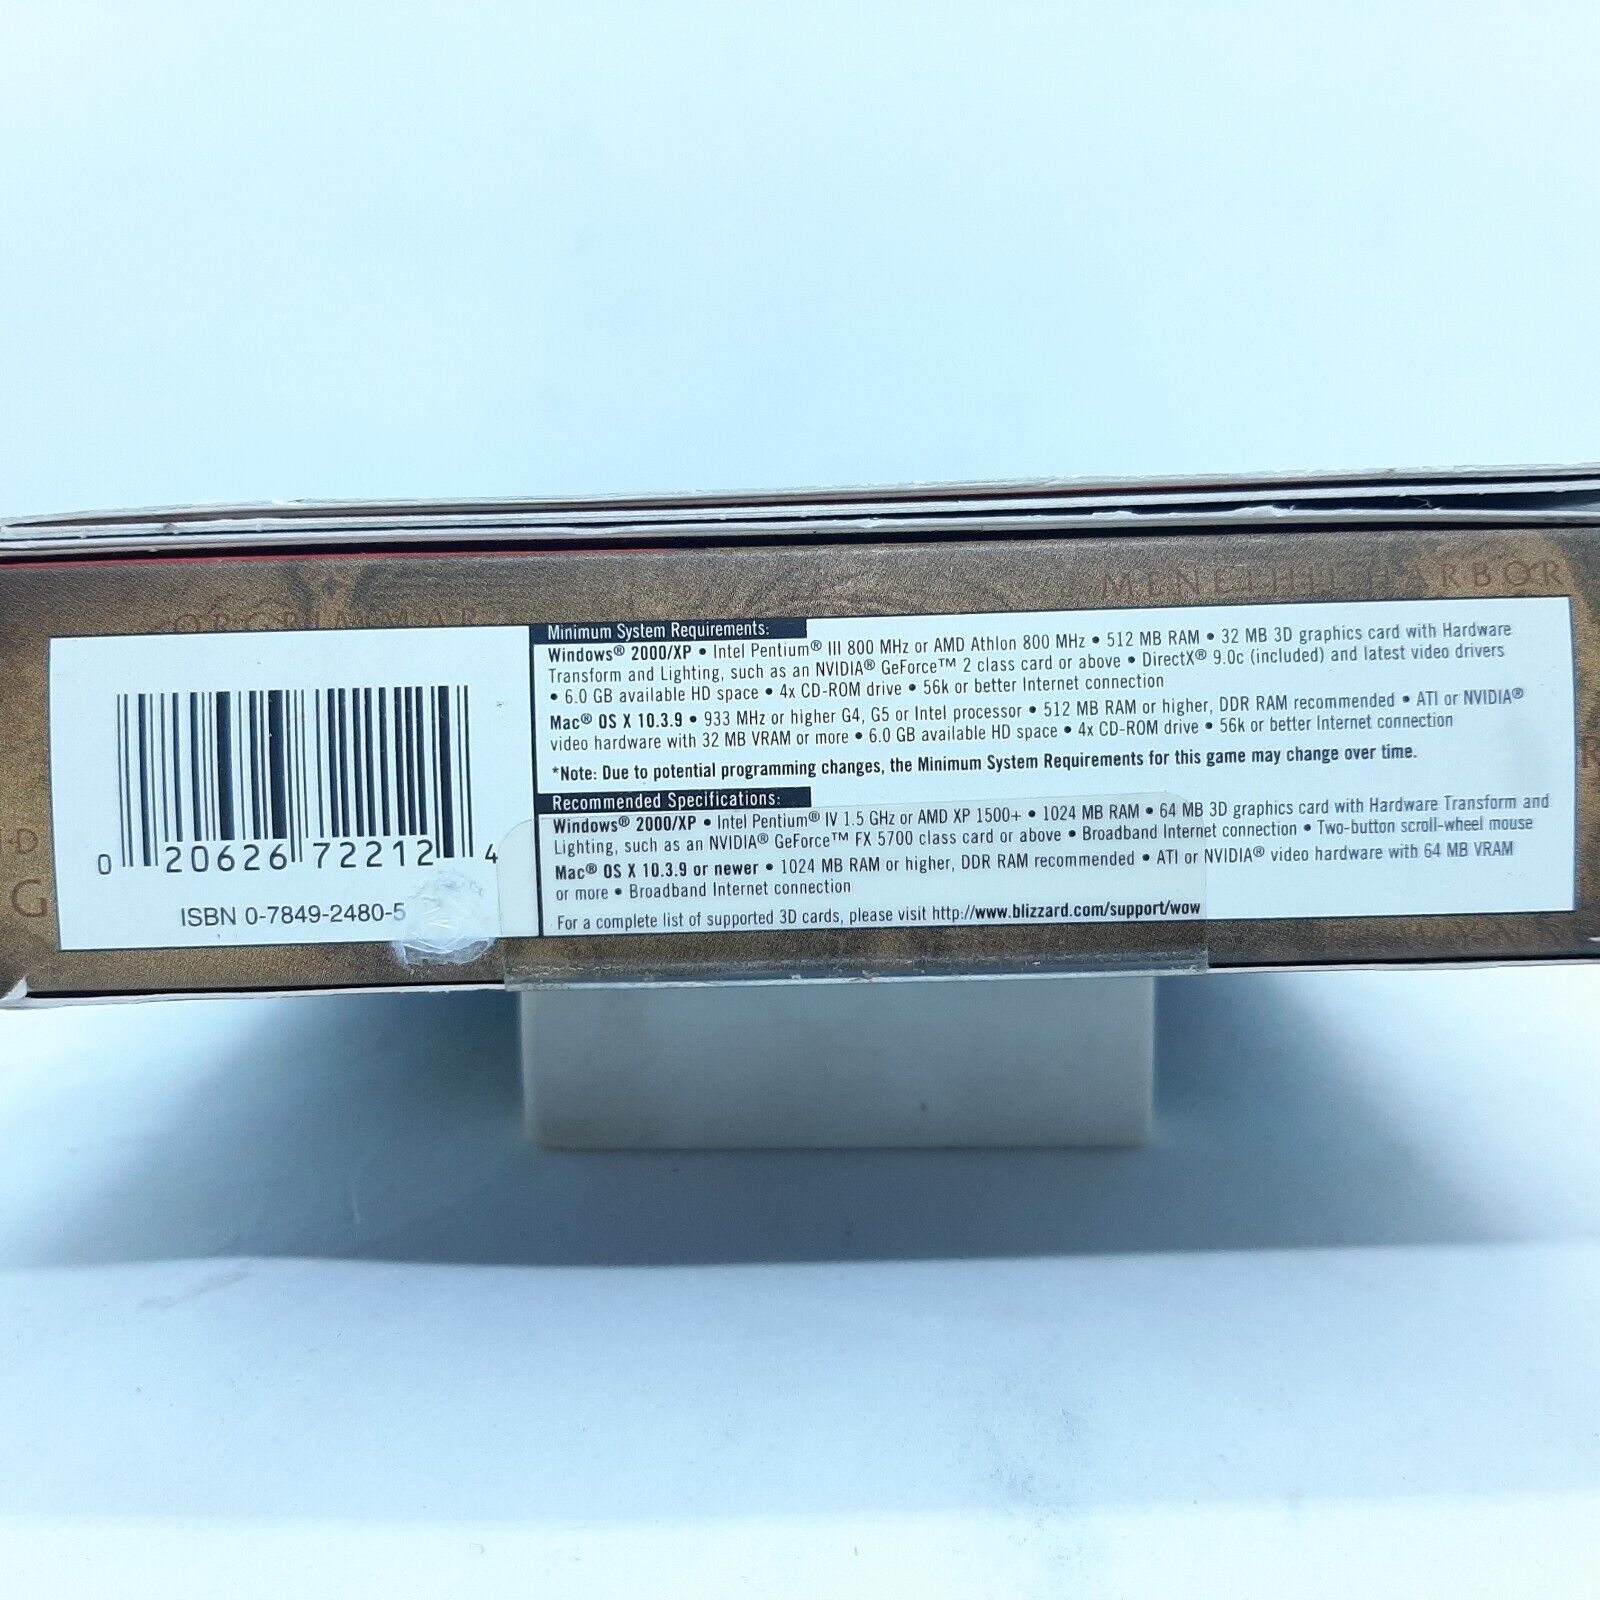 ORGRIMMAR
MENETHIL HARBOR
0 20626 72212 4
ISBN 0-7849-2480-5
Minimum System Requirements:
Windows® 2000/XP • Intel Pentium® III 800 MHz or AMD Athlon 800 MHz • 512 MB RAM • 32 MB 3D graphics card with Hardware
Transform and Lighting, such as an NVIDIA® GeForce™ 2 class card or above • DirectX® 9.0c (included) and latest video drivers
• 6.0 GB available HD space • 4x CD-ROM drive • 56k or better Internet connection
Mac® OS X 10.3.9 • 933 MHz or higher G4, G5 or Intel processor • 512 MB RAM or higher, DDR RAM recommended • ATI or NVIDIA®
video hardware with 32 MB VRAM or more • 6.0 GB available HD space • 4x CD-ROM drive • 56k or better Internet connection
*Note: Due to potential programming changes, the Minimum System Requirements for this game may change over time.
Recommended Specifications:
Windows® 2000/XP • Intel Pentium® IV 1.5 GHz or AMD XP 1500+ • 1024 MB RAM • 64 MB 3D graphics card with Hardware Transform and
Lighting, such as an NVIDIA® GeForce™ FX 5700 class card or above • Broadband Internet connection • Two-button scroll-wheel mouse
Mac® OS X 10.3.9 or newer • 1024 MB RAM or higher, DDR RAM recommended • ATI or NVIDIA® video hardware with 64 MB VRAM
or more • Broadband Internet connection
For a complete list of supported 3D cards, please visit http://www.blizzard.com/support/wow